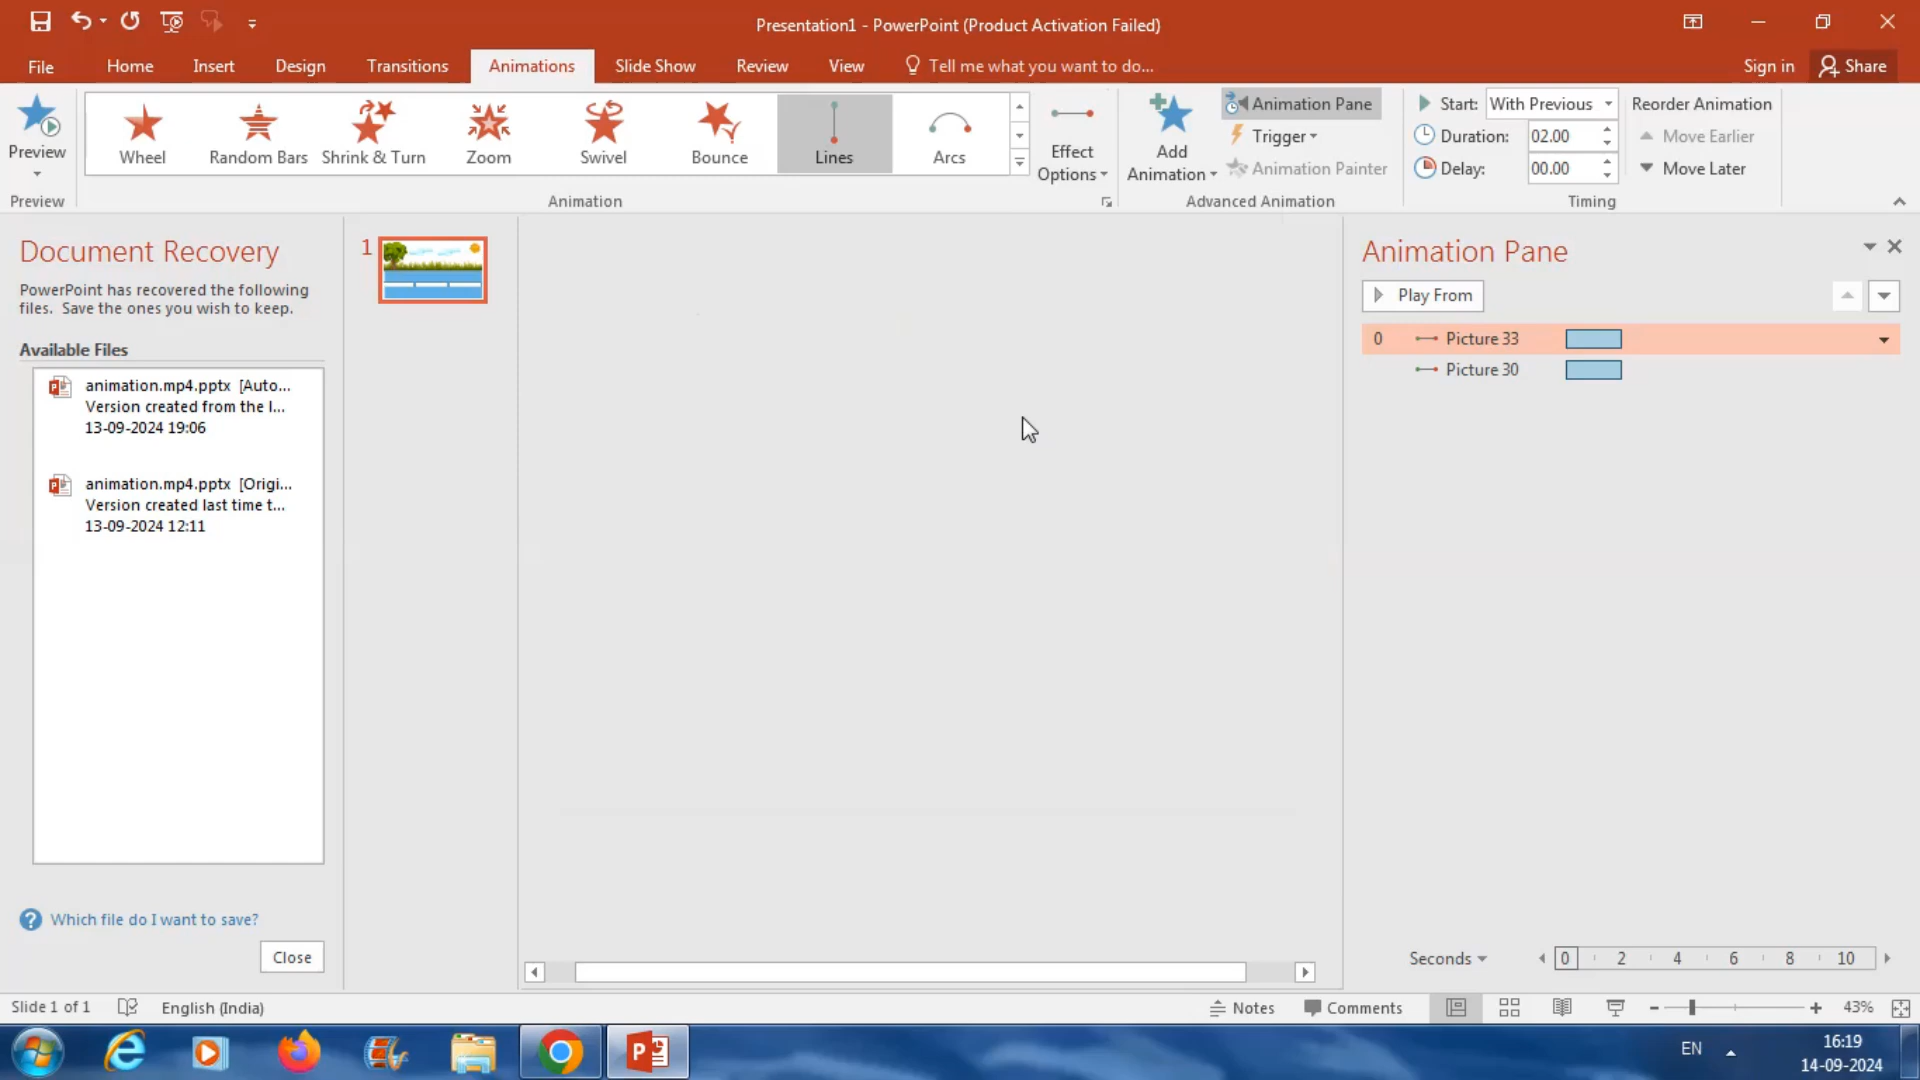 Presentation1 - PowerPoint (Product Activation Failed)
File Home Insert Design Transitions Animations Slide Show Review View Tell me what you want to do... Sign in Share
Preview
Wheel Random Bars Shrink & Turn Zoom Swivel Bounce Lines Arcs
Effect Options
Add Animation
Animation Pane
Trigger
Animation Painter
Start: With Previous
Duration: 02.00
Delay: 00.00
Reorder Animation
Move Earlier
Move Later
Preview Animation Advanced Animation Timing
Document Recovery
PowerPoint has recovered the following
files. Save the ones you wish to keep.
Available Files
animation.mp4.pptx [Auto...
Version created from the l...
13-09-2024 19:06
animation.mp4.pptx [Origi...
Version created last time t...
13-09-2024 12:11
Which file do I want to save?
Close
1
Animation Pane
Play From
0 Picture 33
Picture 30
Seconds 0 2 4 6 8 10
Slide 1 of 1 English (India) Notes Comments 43%
EN
16:19
14-09-2024